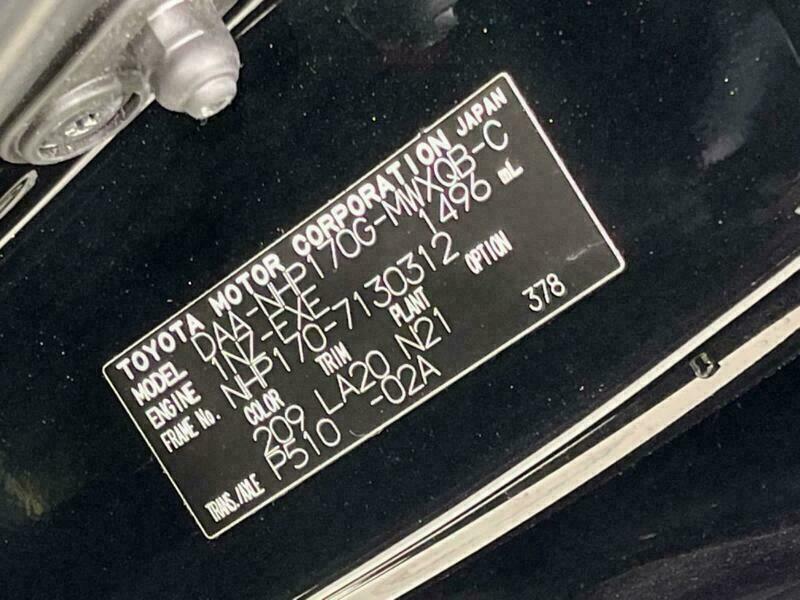 TOYOTA MOTOR CORPORATION JAPAN
MODEL DAA-NHP170G-MWXQB-C
ENGINE 1NZ-FXE 1496 mL
FRAME No. NHP170-7130312
COLOR TRIM PLANT OPTION
209 LA20 N21
TRANS./AXLE P510 -02A 378